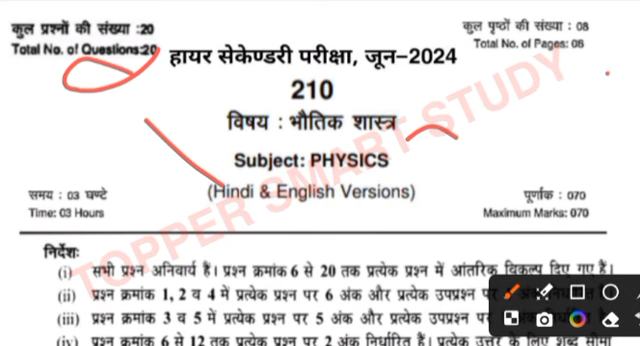 कुल प्रश्नों की संख्या :20
Total No. of Questions:20
कुल पृष्ठों की संख्या : 08
Total No. of Pages: 08
हायर सेकेण्डरी परीक्षा, जून–2024
210
विषय : भौतिक शास्त्र
Subject: PHYSICS
(Hindi & English Versions)
समय : 03 घण्टे
Time: 03 Hours
पूर्णांक : 070
Maximum Marks: 070
TOPPER SMART STUDY
निर्देशः
(i) सभी प्रश्न अनिवार्य हैं। प्रश्न क्रमांक 6 से 20 तक प्रत्येक प्रश्न में आंतरिक विकल्प दिए गए हैं।
(ii) प्रश्न क्रमांक 1, 2 व 4 में प्रत्येक प्रश्न पर 6 अंक और प्रत्येक उपप्रश्न पर
(iii) प्रश्न क्रमांक 3 व 5 में प्रत्येक प्रश्न पर 5 अंक और प्रत्येक उपप्रश्न
(iv) प्रश्न क्रमांक 6 से 12 तक प्रत्येक प्रश्न पर 2 अंक निर्धारित हैं। प्रत्येक उत्तर के लिए शब्द सीमा